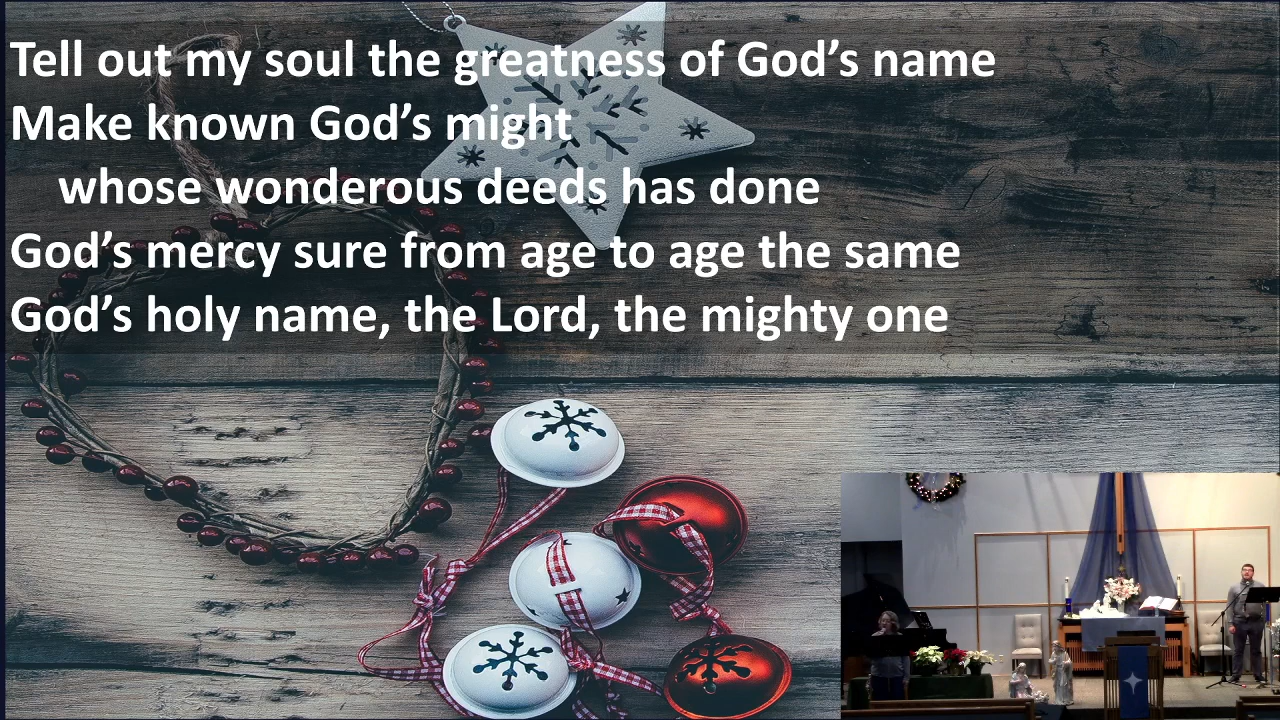 Tell out my soul the greatness of God’s name
Make known God’s might
whose wonderous deeds has done
God’s mercy sure from age to age the same
God’s holy name, the Lord, the mighty one